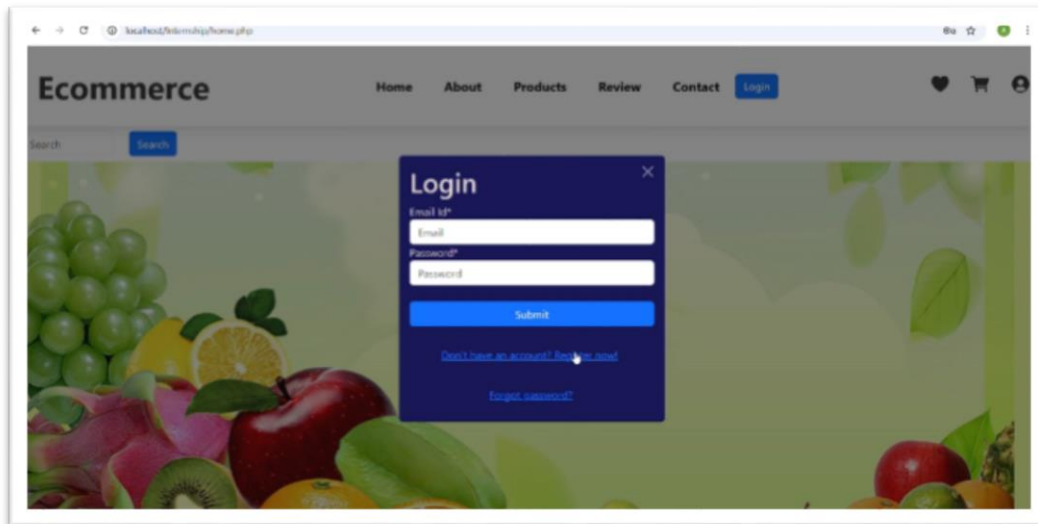 localhost/internship/home.php
Ecommerce
Home About Products Review Contact Login
Search Search
Login
Email Id*
Email
Password*
Password
Submit
Don't have an account? Register now!
Forgot password?